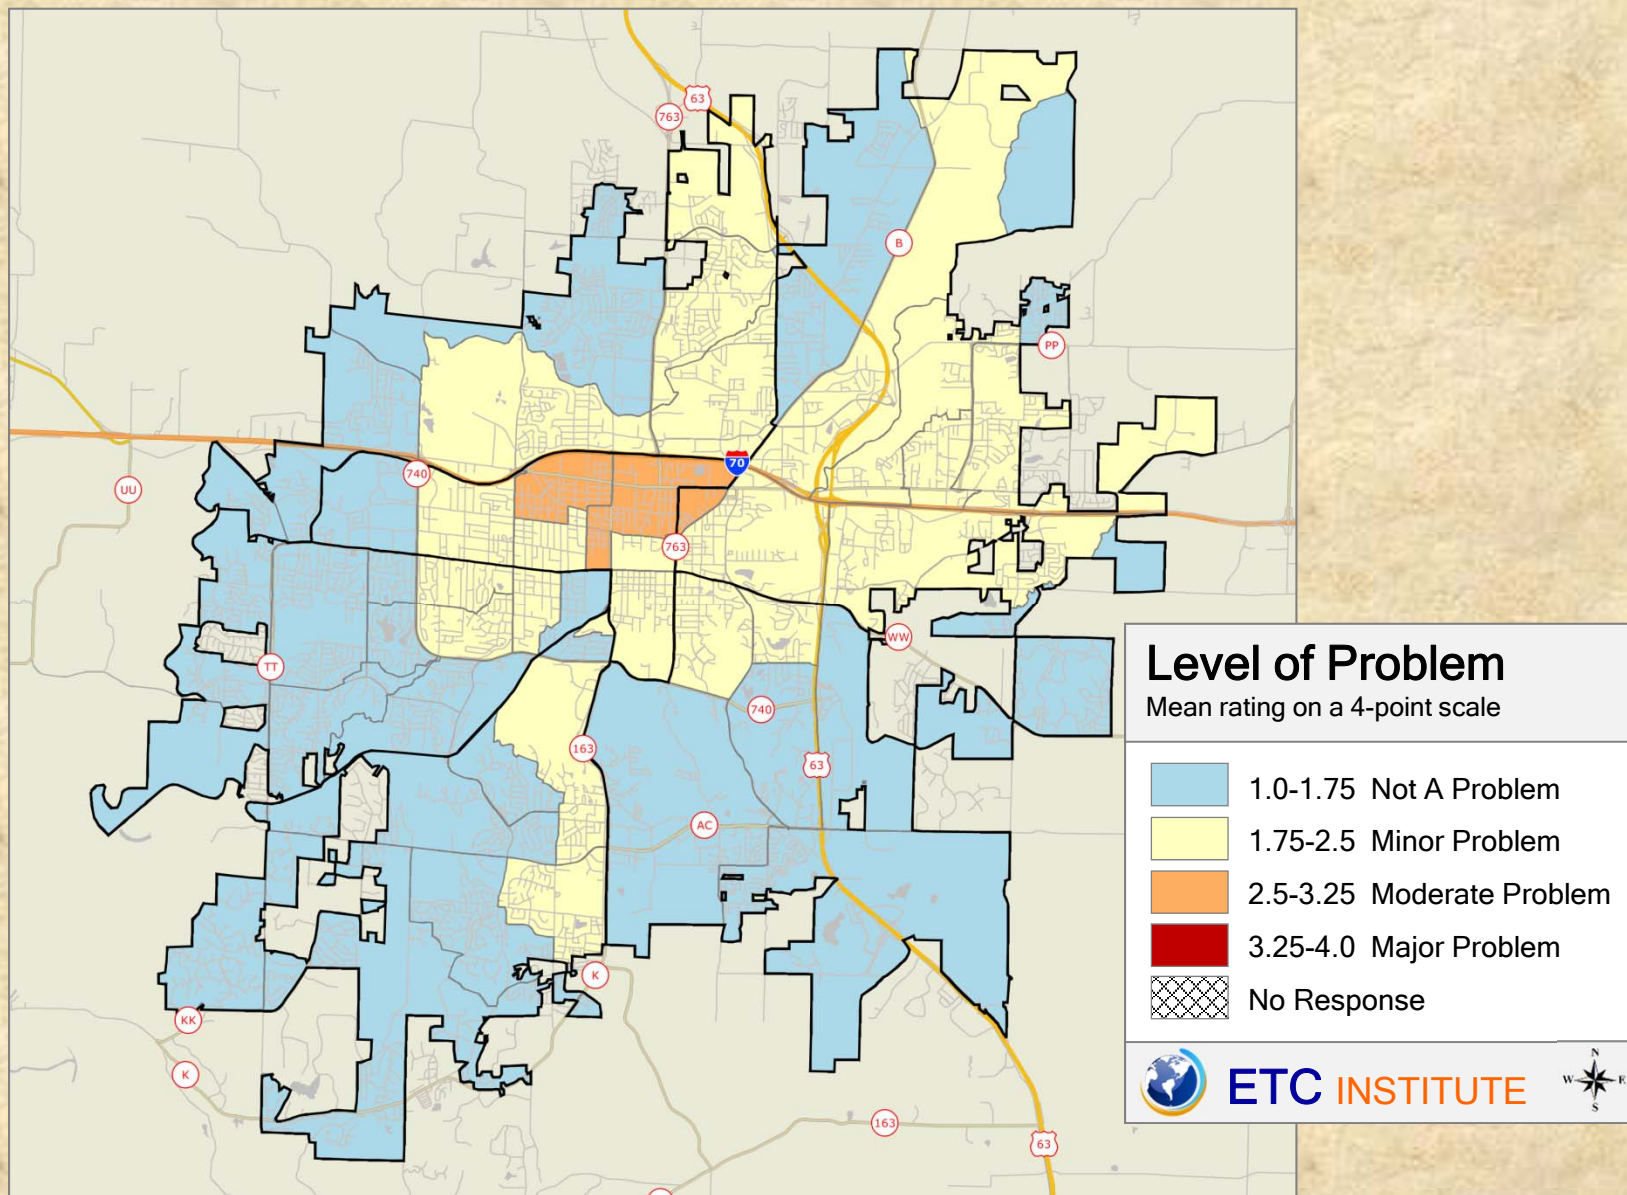 63
763
B
PP
70
740
UU
763
WW
TT
740
163
63
AC
K
KK
K
163
63
Level of Problem
Mean rating on a 4-point scale
1.0-1.75 Not A Problem
1.75-2.5 Minor Problem
2.5-3.25 Moderate Problem
3.25-4.0 Major Problem
No Response
ETC INSTITUTE
N
W E
S